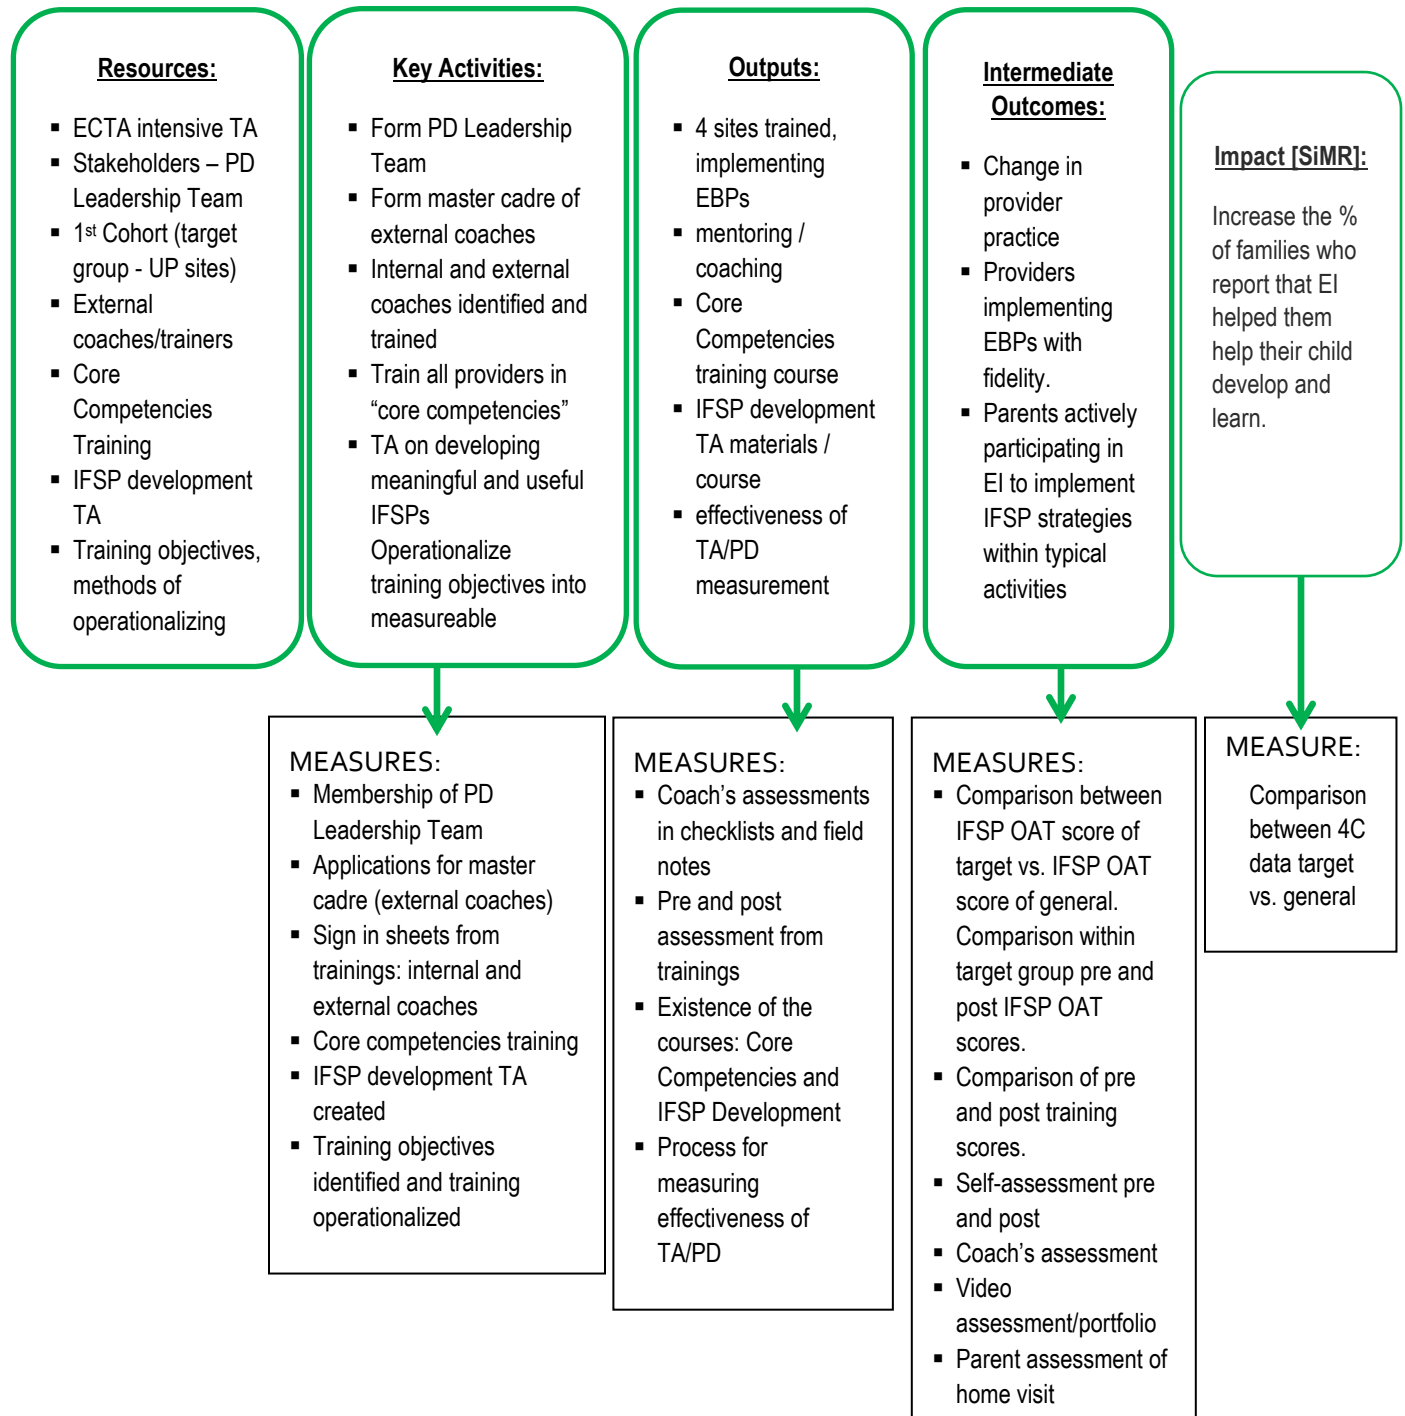 Resources:
▪ ECTA intensive TA
▪ Stakeholders – PD
Leadership Team
▪ 1st Cohort (target
group - UP sites)
▪ External
coaches/trainers
▪ Core
Competencies
Training
▪ IFSP development
TA
▪ Training objectives,
methods of
operationalizing
Key Activities:
▪ Form PD Leadership
Team
▪ Form master cadre of
external coaches
▪ Internal and external
coaches identified and
trained
▪ Train all providers in
“core competencies”
▪ TA on developing
meaningful and useful
IFSPs
Operationalize
training objectives into
measureable
Outputs:
▪ 4 sites trained,
implementing
EBPs
▪ mentoring /
coaching
▪ Core
Competencies
training course
▪ IFSP development
TA materials /
course
▪ effectiveness of
TA/PD
measurement
Intermediate
Outcomes:
▪ Change in
provider
practice
▪ Providers
implementing
EBPs with
fidelity.
▪ Parents actively
participating in
EI to implement
IFSP strategies
within typical
activities
Impact [SiMR]:
Increase the %
of families who
report that EI
helped them
help their child
develop and
learn.
MEASURES:
▪ Membership of PD
Leadership Team
▪ Applications for master
cadre (external coaches)
▪ Sign in sheets from
trainings: internal and
external coaches
▪ Core competencies training
▪ IFSP development TA
created
▪ Training objectives
identified and training
operationalized
MEASURES:
▪ Coach’s assessments
in checklists and field
notes
▪ Pre and post
assessment from
trainings
▪ Existence of the
courses: Core
Competencies and
IFSP Development
▪ Process for
measuring
effectiveness of
TA/PD
MEASURES:
▪ Comparison between
IFSP OAT score of
target vs. IFSP OAT
score of general.
Comparison within
target group pre and
post IFSP OAT
scores.
▪ Comparison of pre
and post training
scores.
▪ Self-assessment pre
and post
▪ Coach’s assessment
▪ Video
assessment/portfolio
▪ Parent assessment of
home visit
MEASURE:
Comparison
between 4C
data target
vs. general